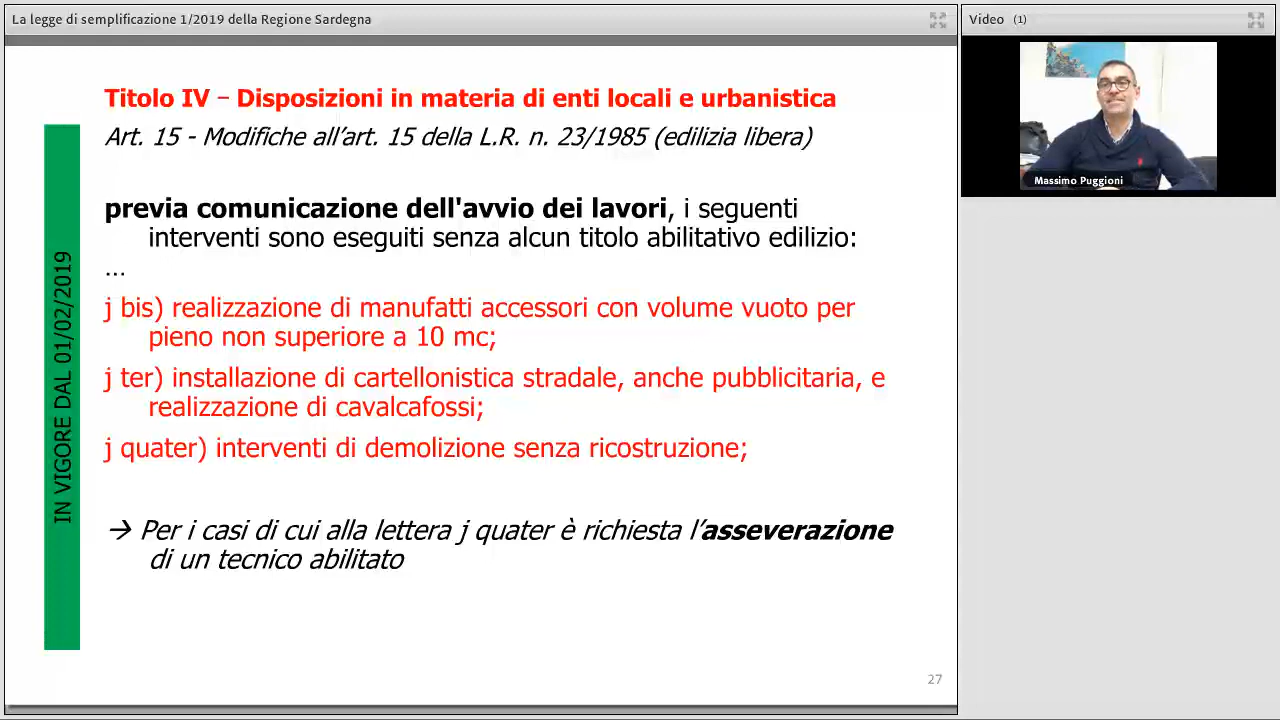 La legge di semplificazione 1/2019 della Regione Sardegna
Video (1)
Massimo Puggioni
Titolo IV – Disposizioni in materia di enti locali e urbanistica
Art. 15 - Modifiche all’art. 15 della L.R. n. 23/1985 (edilizia libera)
IN VIGORE DAL 01/02/2019
previa comunicazione dell'avvio dei lavori, i seguenti
interventi sono eseguiti senza alcun titolo abilitativo edilizio:
…
j bis) realizzazione di manufatti accessori con volume vuoto per
pieno non superiore a 10 mc;
j ter) installazione di cartellonistica stradale, anche pubblicitaria, e
realizzazione di cavalcafossi;
j quater) interventi di demolizione senza ricostruzione;
→ Per i casi di cui alla lettera j quater è richiesta l’asseverazione
di un tecnico abilitato
27